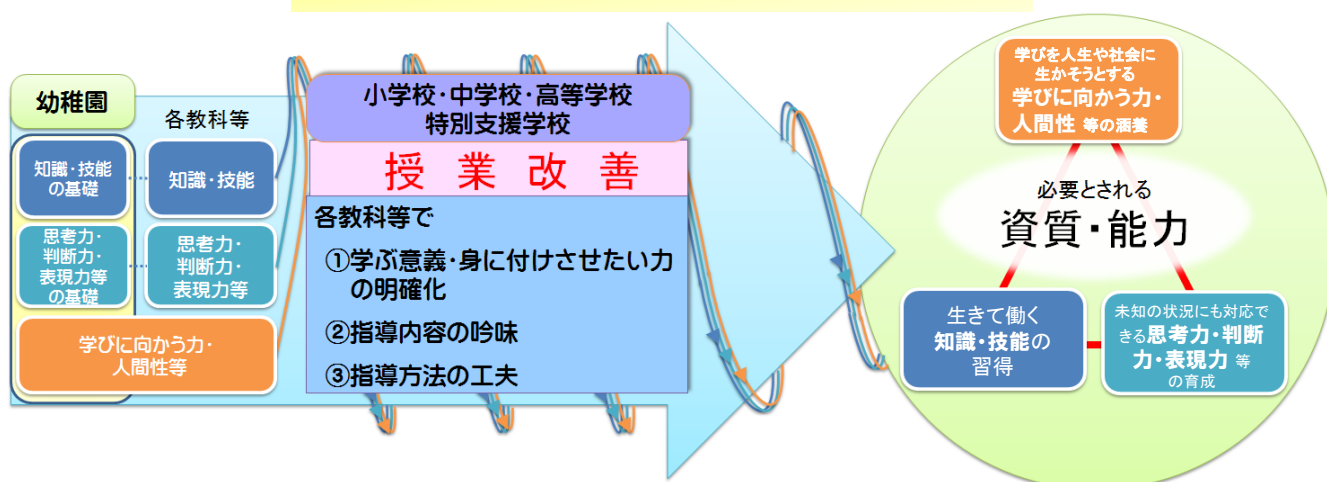 幼稚園
各教科等
知識・技能
の基礎
知識・技能
思考力・
判断力・
表現力等
の基礎
思考力・
判断力・
表現力等
学びに向かう力・
人間性等
小学校・中学校・高等学校
特別支援学校
授業改善
各教科等で
①学ぶ意義・身に付けさせたい力
の明確化
②指導内容の吟味
③指導方法の工夫
学びを人生や社会に
生かそうとする
学びに向かう力・
人間性 等の涵養
必要とされる
資質・能力
生きて働く
知識・技能の
習得
未知の状況にも対応で
きる思考力・判断
力・表現力 等
の育成